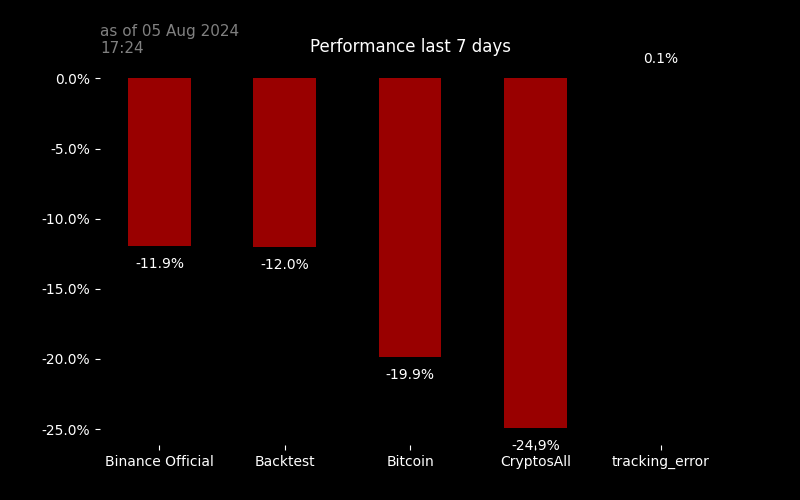 as of 05 Aug 2024
17:24
Performance last 7 days
0.1%
0.0%
-5.0%
-10.0%
-15.0%
-20.0%
-25.0%
-11.9%
-12.0%
-19.9%
-24.9%
Binance Official
Backtest
Bitcoin
CryptosAll
tracking_error